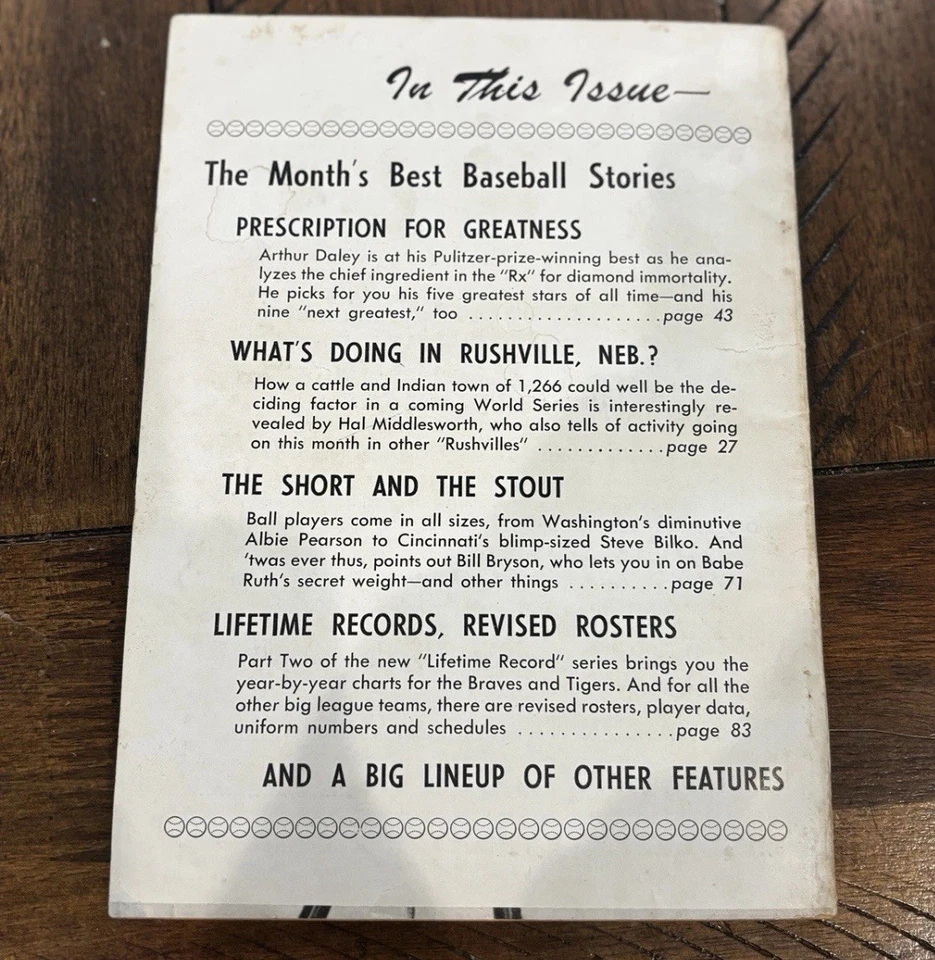 In This Issue—
The Month's Best Baseball Stories
PRESCRIPTION FOR GREATNESS
Arthur Daley is at his Pulitzer-prize-winning best as he ana-
lyzes the chief ingredient in the "Rx" for diamond immortality.
He picks for you his five greatest stars of all time—and his
nine "next greatest," too ....................page 43
WHAT'S DOING IN RUSHVILLE, NEB.?
How a cattle and Indian town of 1,266 could well be the de-
ciding factor in a coming World Series is interestingly re-
vealed by Hal Middlesworth, who also tells of activity going
on this month in other "Rushvilles" .............page 27
THE SHORT AND THE STOUT
Ball players come in all sizes, from Washington's diminutive
Albie Pearson to Cincinnati's blimp-sized Steve Bilko. And
'twas ever thus, points out Bill Bryson, who lets you in on Babe
Ruth's secret weight—and other things ..........page 71
LIFETIME RECORDS, REVISED ROSTERS
Part Two of the new "Lifetime Record" series brings you the
year-by-year charts for the Braves and Tigers. And for all the
other big league teams, there are revised rosters, player data,
uniform numbers and schedules ...............page 83
AND A BIG LINEUP OF OTHER FEATURES